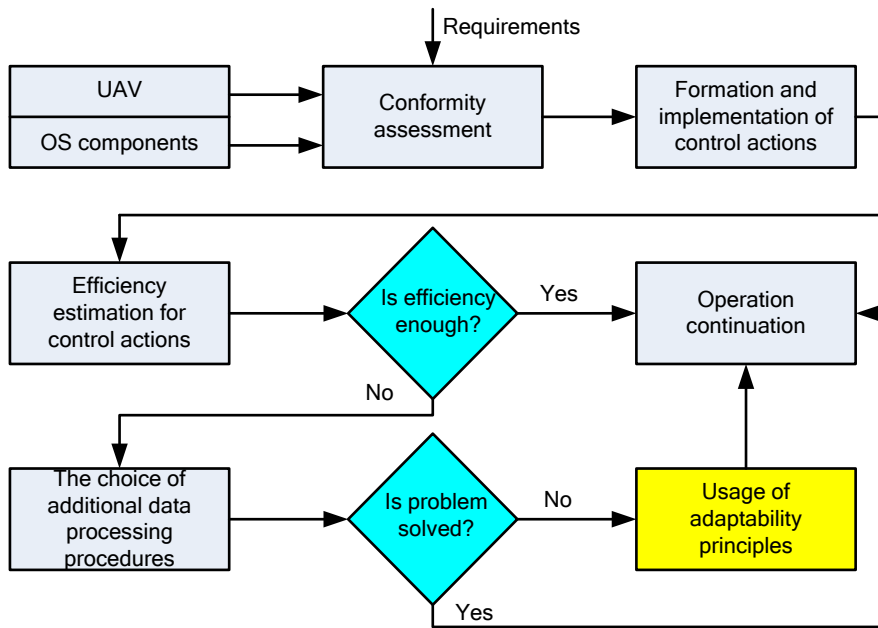 Requirements
UAV
OS components
Conformity
assessment
Formation and
implementation of
control actions
Efficiency
estimation for
control actions
Is efficiency
enough?
Yes
Operation
continuation
No
The choice of
additional data
processing
procedures
Is problem
solved?
No
Usage of
adaptability
principles
Yes